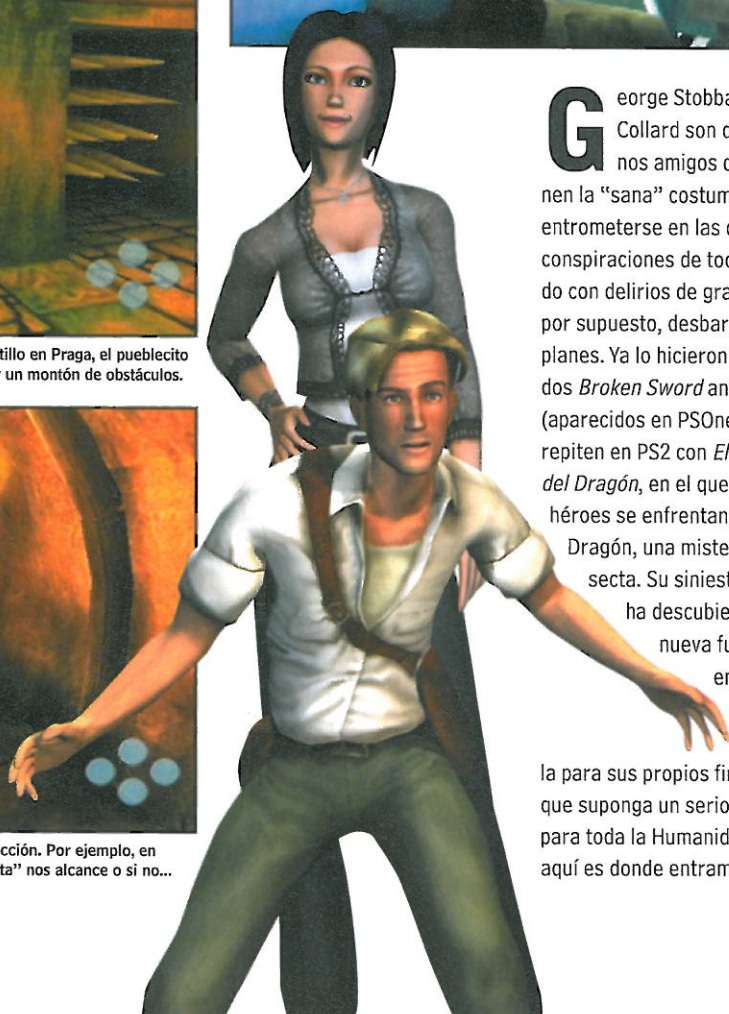 tillo en Praga, el pueblecito
un montón de obstáculos.
cción. Por ejemplo, en
ta" nos alcance o si no...
George Stobba
Collard son d
nos amigos
nen la "sana" costum
entrometerse en las
conspiraciones de tod
do con delirios de gra
por supuesto, desbar
planes. Ya lo hicieron
dos Broken Sword an
(aparecidos en PSOne
repiten en PS2 con El
del Dragón, en el que
héroes se enfrentan
Dragón, una miste
secta. Su siniest
ha descubie
nueva fu
en
la para sus propios fin
que suponga un serio
para toda la Humanid
aquí es donde entram